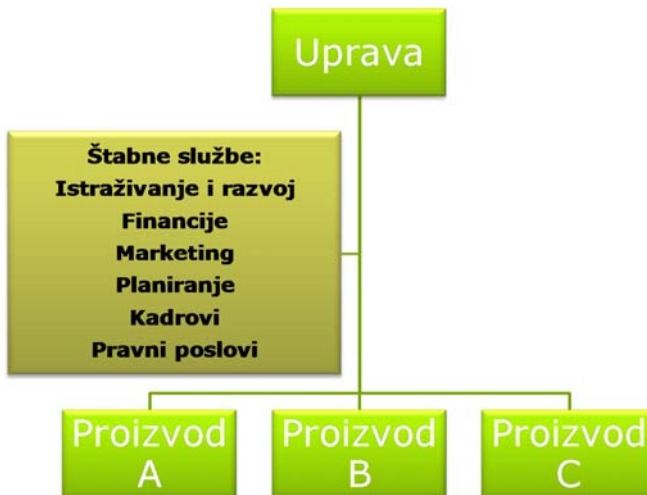 Uprava
Štabne službe:
Istraživanje i razvoj
Financije
Marketing
Planiranje
Kadrovi
Pravni poslovi
Proizvod
A
Proizvod
B
Proizvod
C